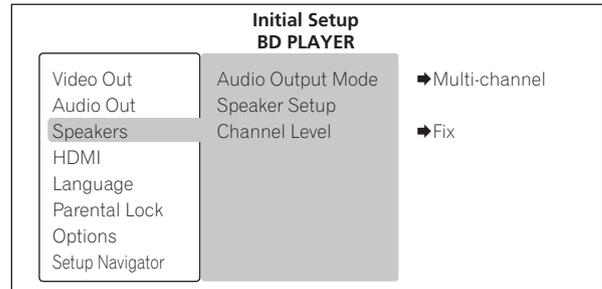 Initial Setup
BD PLAYER
Video Out
Audio Out
Speakers
HDMI
Language
Parental Lock
Options
Setup Navigator
Audio Output Mode
Speaker Setup
Channel Level
➡Multi-channel
➡Fix